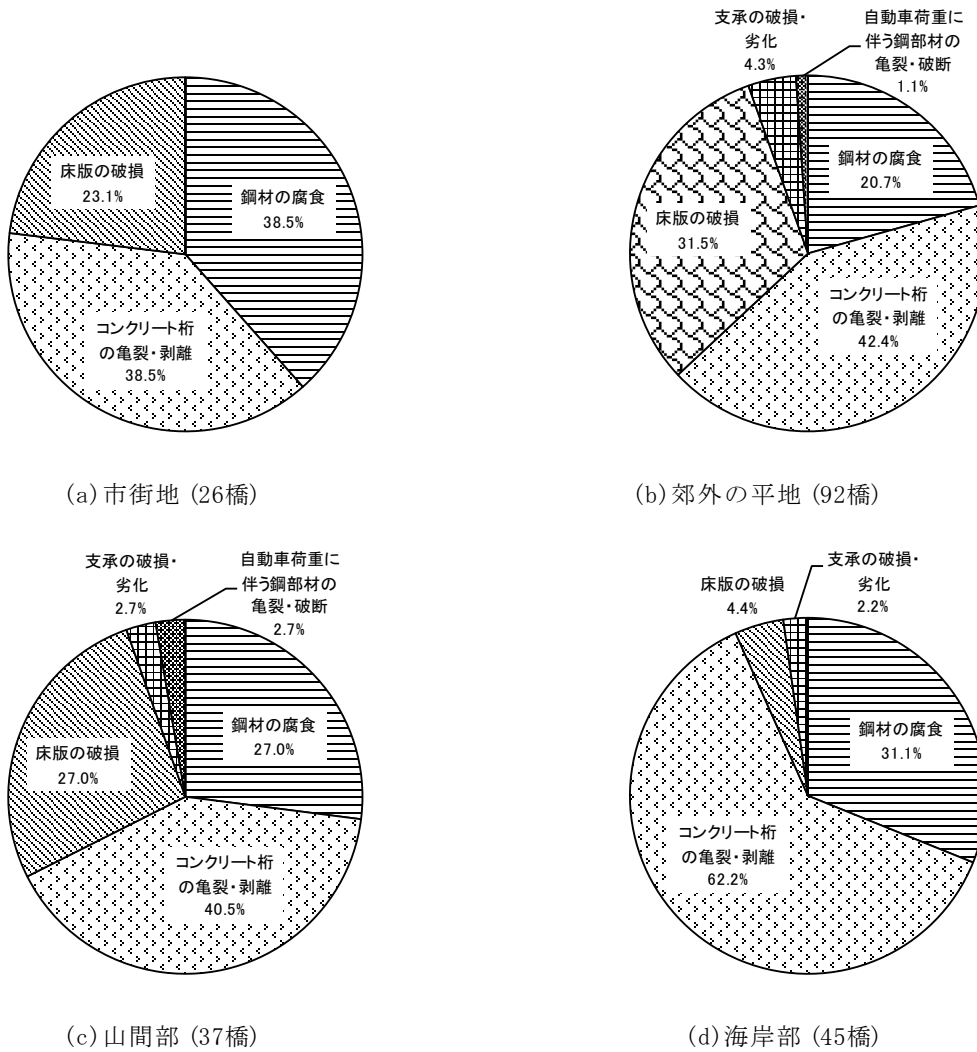 床版の破損
23.1%
鋼材の腐食
38.5%
コンクリート桁
の亀裂・剥離
38.5%
(a)市街地 (26橋)
支承の破損・
劣化
4.3%
自動車荷重に
伴う鋼部材の
亀裂・破断
1.1%
鋼材の腐食
20.7%
床版の破損
31.5%
コンクリート桁
の亀裂・剥離
42.4%
(b)郊外の平地 (92橋)
支承の破損・
劣化
2.7%
自動車荷重に
伴う鋼部材の
亀裂・破断
2.7%
鋼材の腐食
27.0%
床版の破損
27.0%
コンクリート桁
の亀裂・剥離
40.5%
(c)山間部 (37橋)
床版の破損
4.4%
支承の破損・
劣化
2.2%
鋼材の腐食
31.1%
コンクリート桁
の亀裂・剥離
62.2%
(d)海岸部 (45橋)